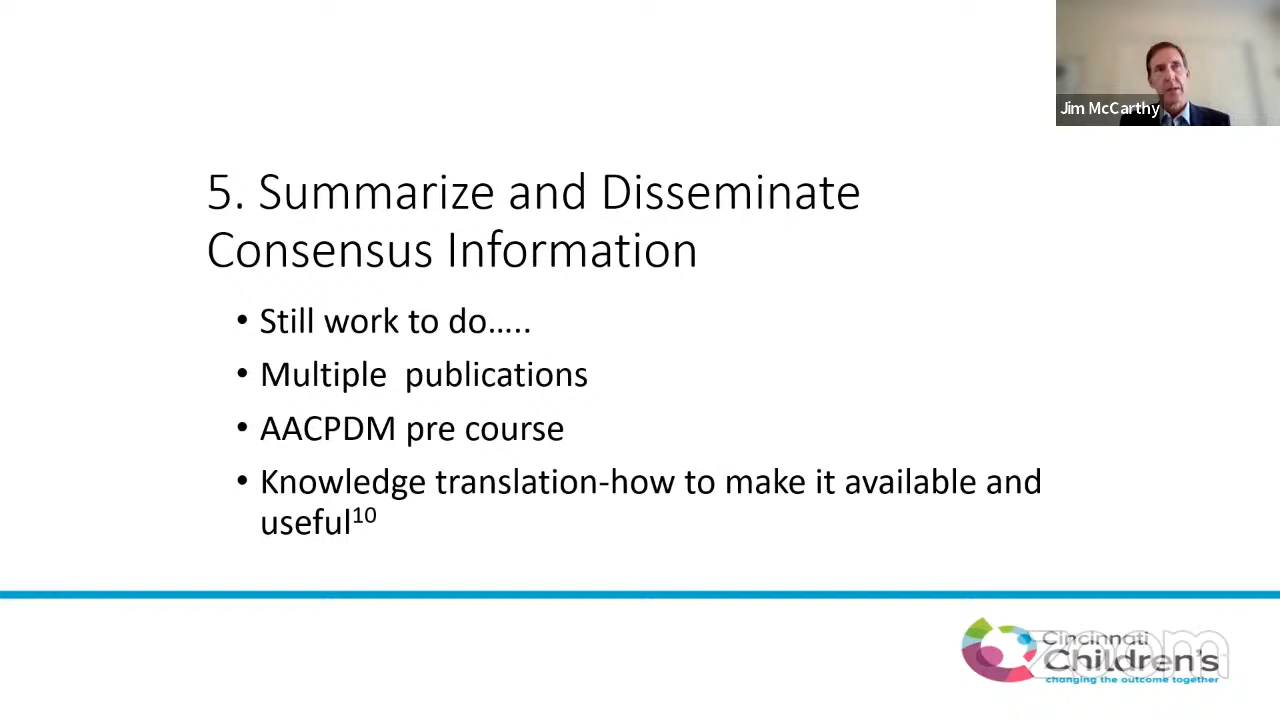 Jim McCarthy
5. Summarize and Disseminate
Consensus Information
• Still work to do.....
• Multiple  publications
• AACPDM pre course
• Knowledge translation-how to make it available and
useful10
zoom
Cincinnati
Children's
changing the outcome together